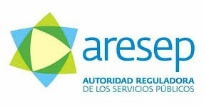 aresep
AUTORIDAD REGULADORA
DE LOS SERVICIOS PÚBLICOS